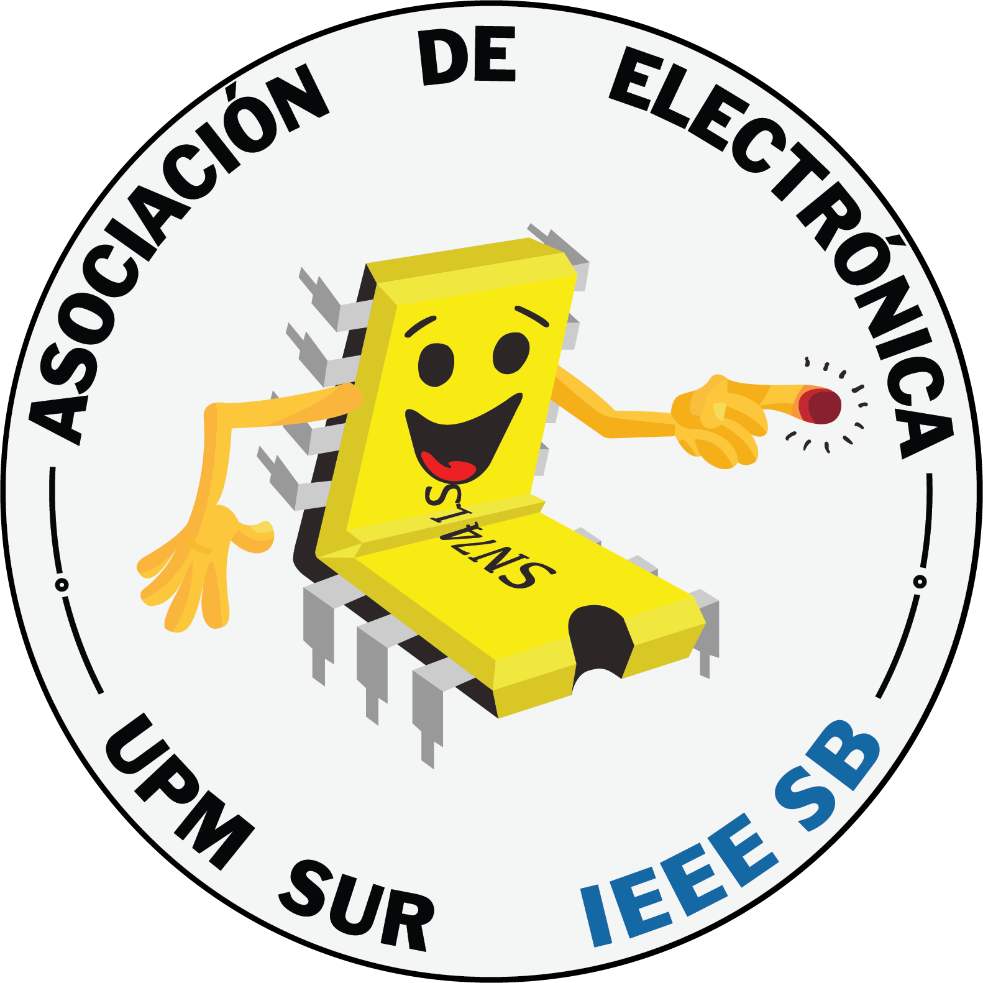 ASOCIACIÓN DE ELECTRÓNICA
SN74LS
UPM SUR
IEEE SB